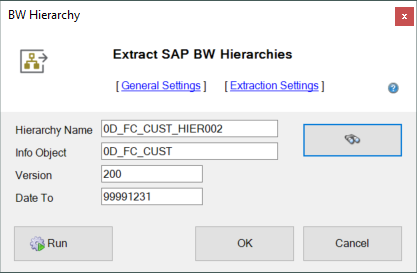 BW Hierarchy
x
Extract SAP BW Hierarchies
[ General Settings ] [ Extraction Settings ]
?
Hierarchy Name 0D_FC_CUST_HIER002
Info Object 0D_FC_CUST
Version 200
Date To 99991231
Run OK Cancel